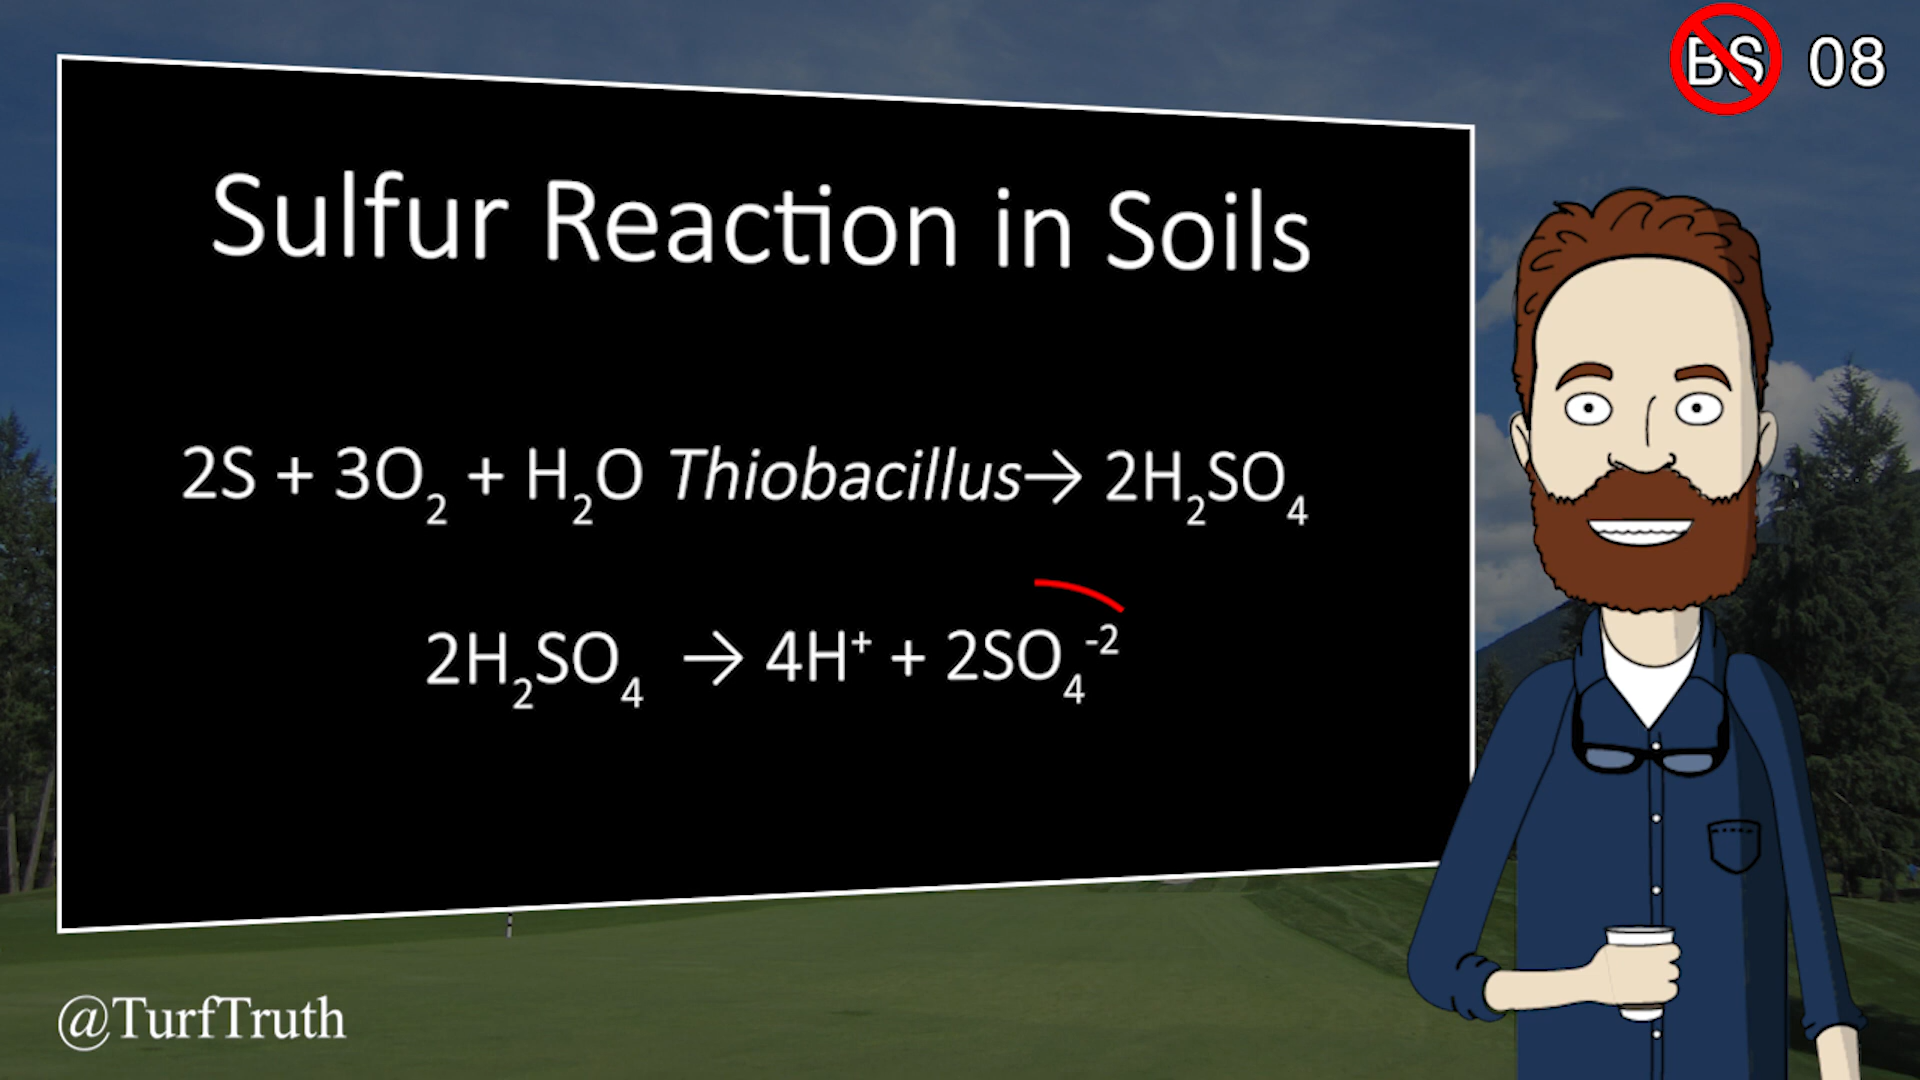 BS 08
Sulfur Reaction in Soils
2S + 3O₂ + H₂O Thiobacillus→ 2H₂SO₄
2H₂SO₄ → 4H⁺ + 2SO₄⁻²
@TurfTruth